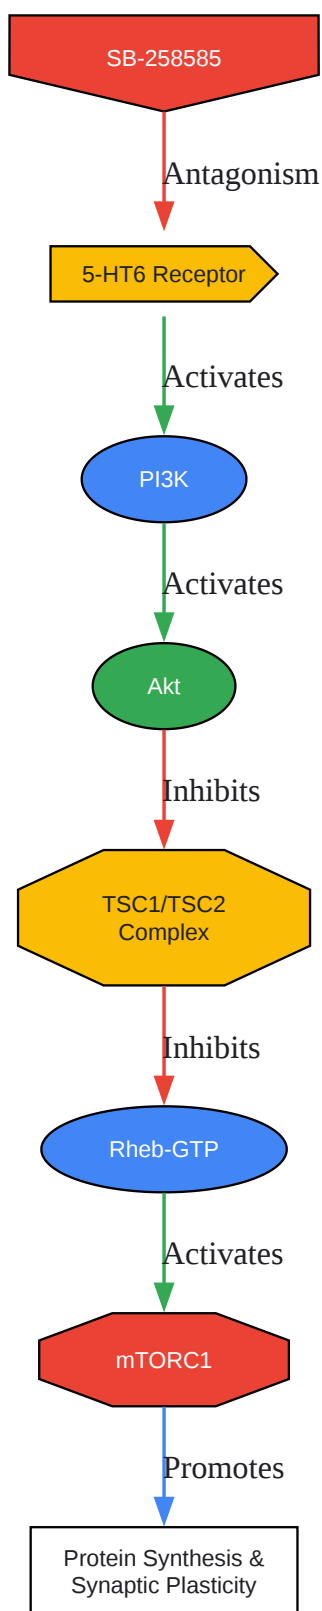 SB-258585
Antagonism
5-HT6 Receptor
Activates
PI3K
Activates
Akt
Inhibits
TSC1/TSC2
Complex
Inhibits
Rheb-GTP
Activates
mTORC1
Promotes
Protein Synthesis &
Synaptic Plasticity